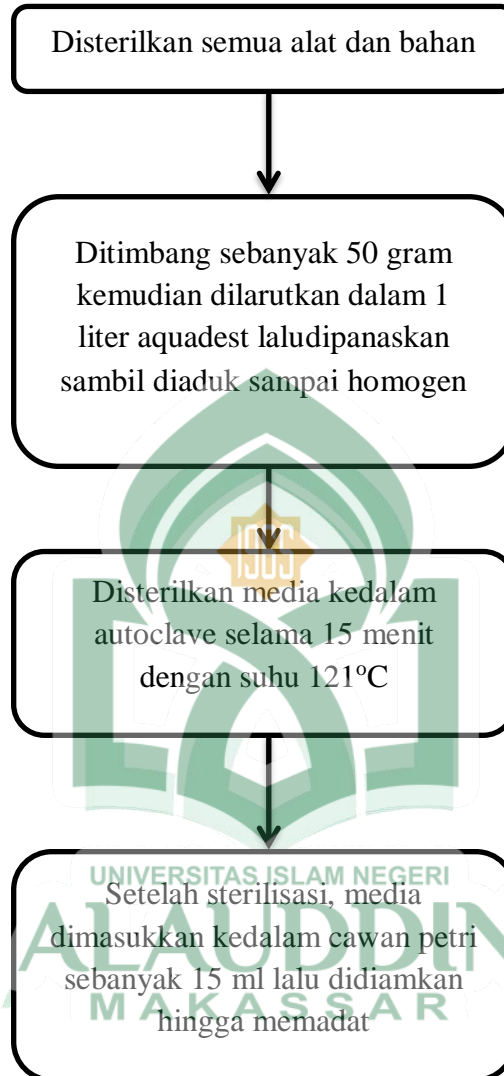 Disterilkan semua alat dan bahan
Ditimbang sebanyak 50 gram
kemudian dilarutkan dalam 1
liter aquadest laludipanaskan
sambil diaduk sampai homogen
1965
Disterilkan media kedalam
autoclave selama 15 menit
dengan suhu 121°C
UNIVERSITAS ISLAM NEGERI
Setelah sterilisasi, media
ALAUDDIN
dimasukkan kedalam cawan petri
sebanyak 15 ml lalu didiamkan
MAKASSAR
hingga memadat